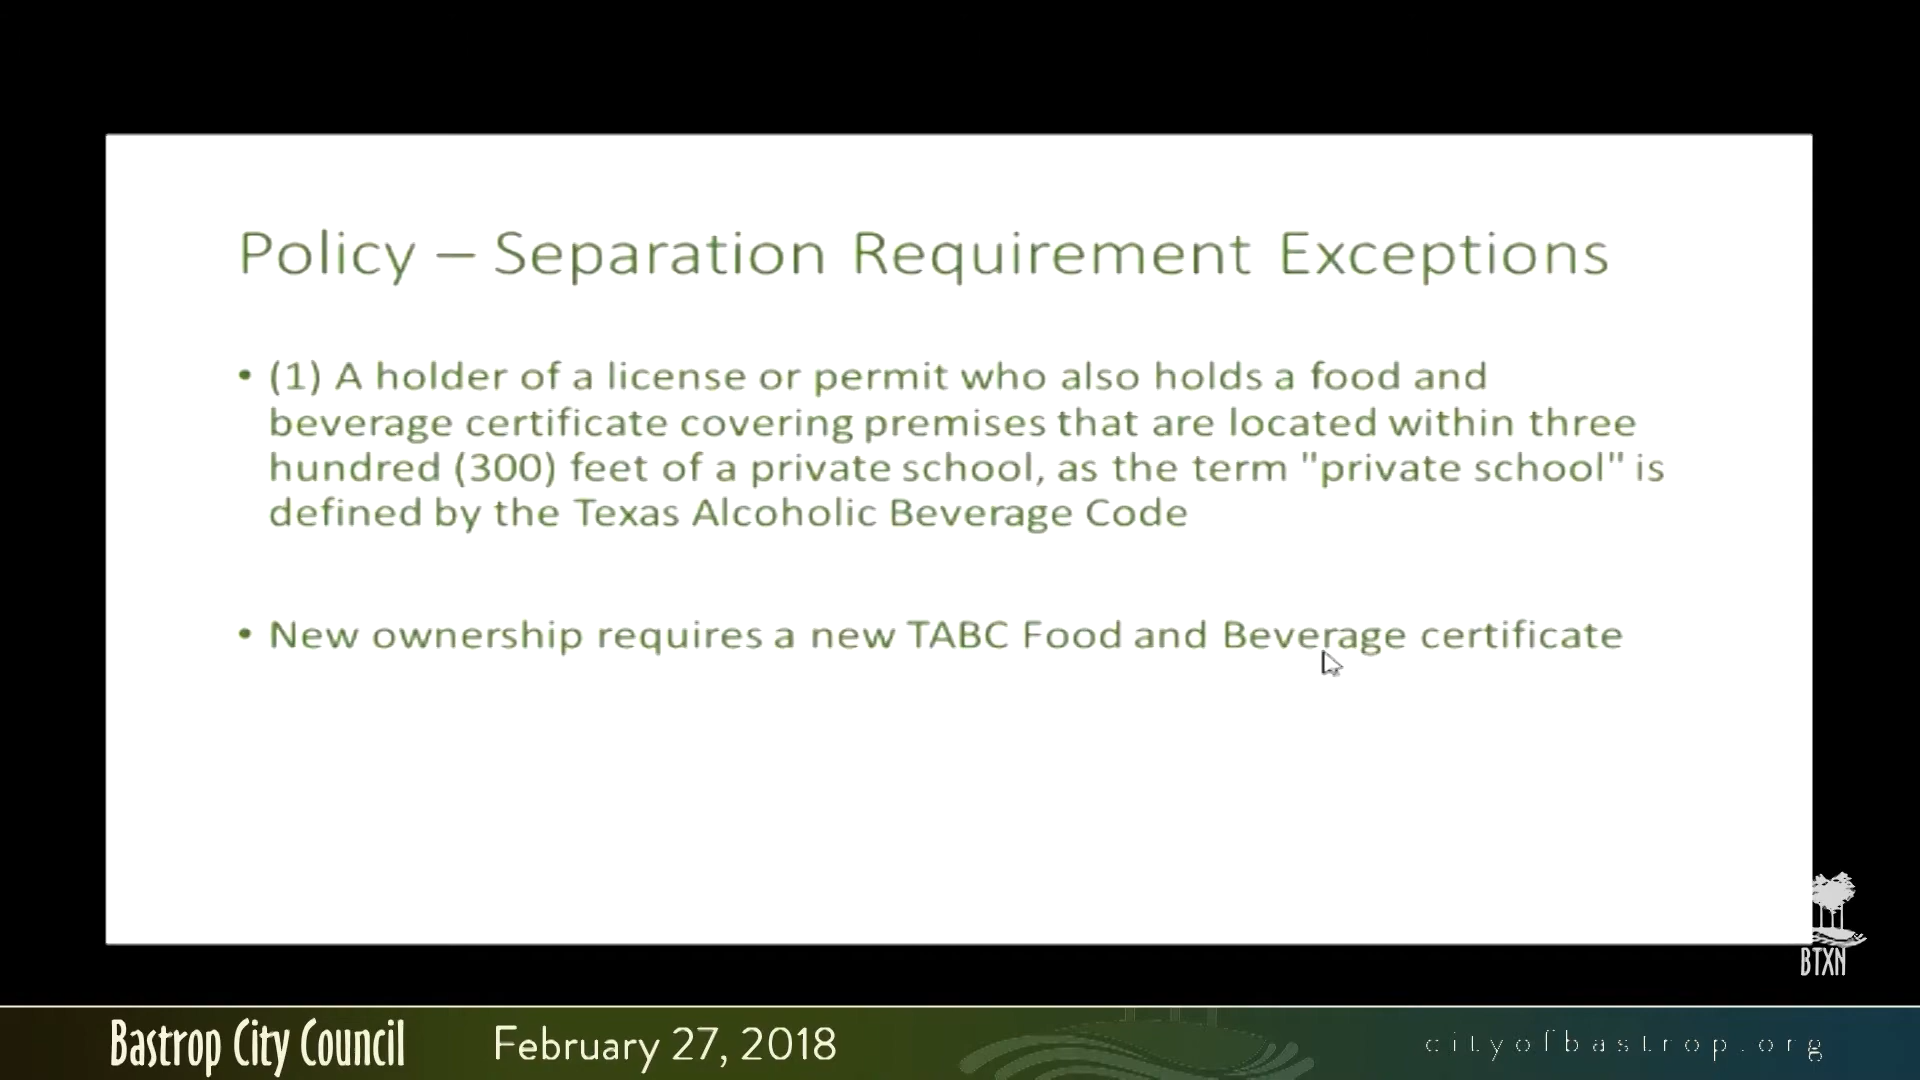 Policy – Separation Requirement Exceptions
• (1) A holder of a license or permit who also holds a food and
beverage certificate covering premises that are located within three
hundred (300) feet of a private school, as the term "private school" is
defined by the Texas Alcoholic Beverage Code
• New ownership requires a new TABC Food and Beverage certificate
BTXN
Bastrop City Council February 27, 2018 cityofbastrop.org